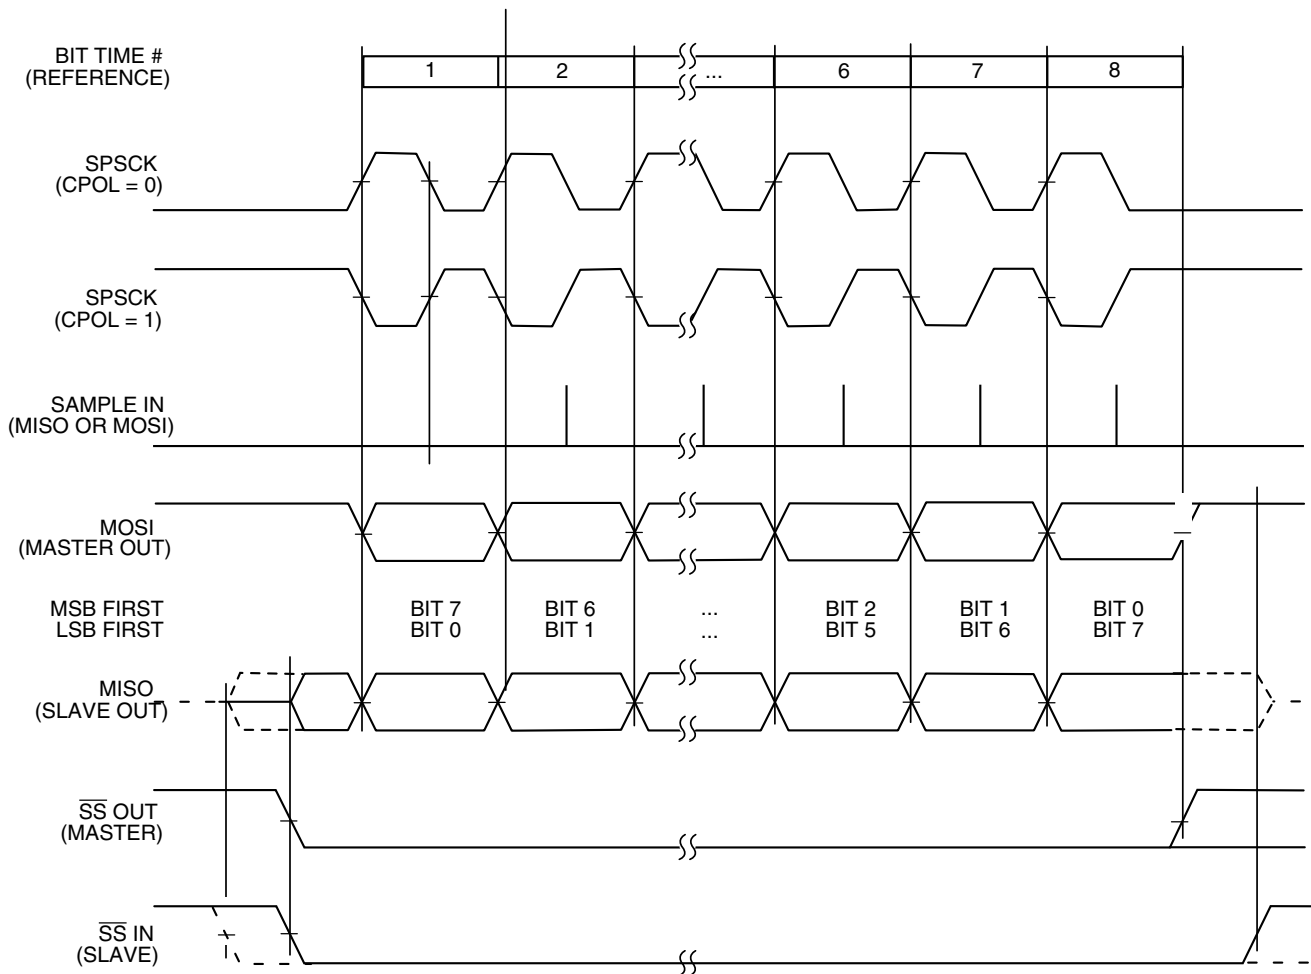 BIT TIME #
(REFERENCE)
1 2 ... 6 7 8
SPSCK
(CPOL = 0)
SPSCK
(CPOL = 1)
SAMPLE IN
(MISO OR MOSI)
MOSI
(MASTER OUT)
MSB FIRST BIT 7 BIT 6 ... BIT 2 BIT 1 BIT 0
LSB FIRST BIT 0 BIT 1 ... BIT 5 BIT 6 BIT 7
MISO
(SLAVE OUT)
S̅S̅ OUT
(MASTER)
S̅S̅ IN
(SLAVE)